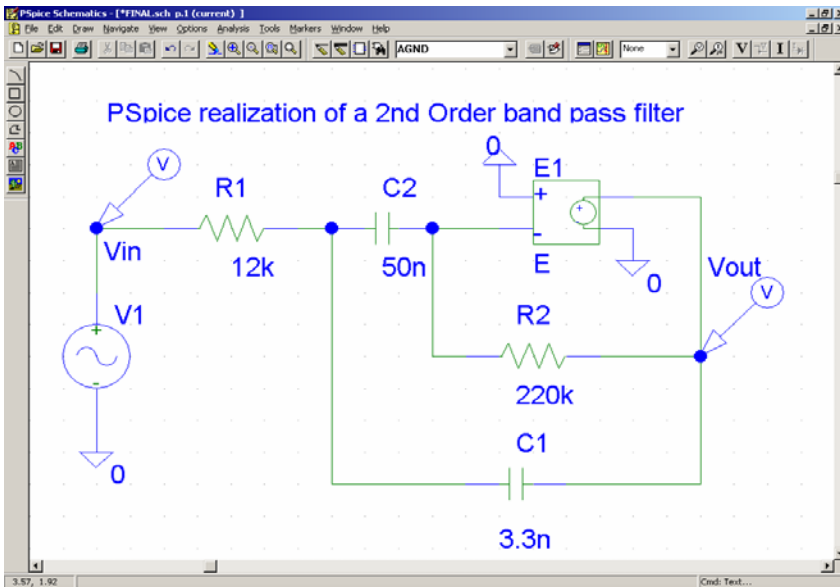 PSpice Schematics - [*FINAL.sch p.1 (current) ]
File Edit Draw Navigate View Options Analysis Tools Markers Window Help
AGND None V I
PSpice realization of a 2nd Order band pass filter
0
V
R1 C2 E1
+
+
-
Vin 12k 50n E
0
Vout
V
V1 R2
+
-
220k
0
C1
3.3n
3.57, 1.92 Cmd: Text...